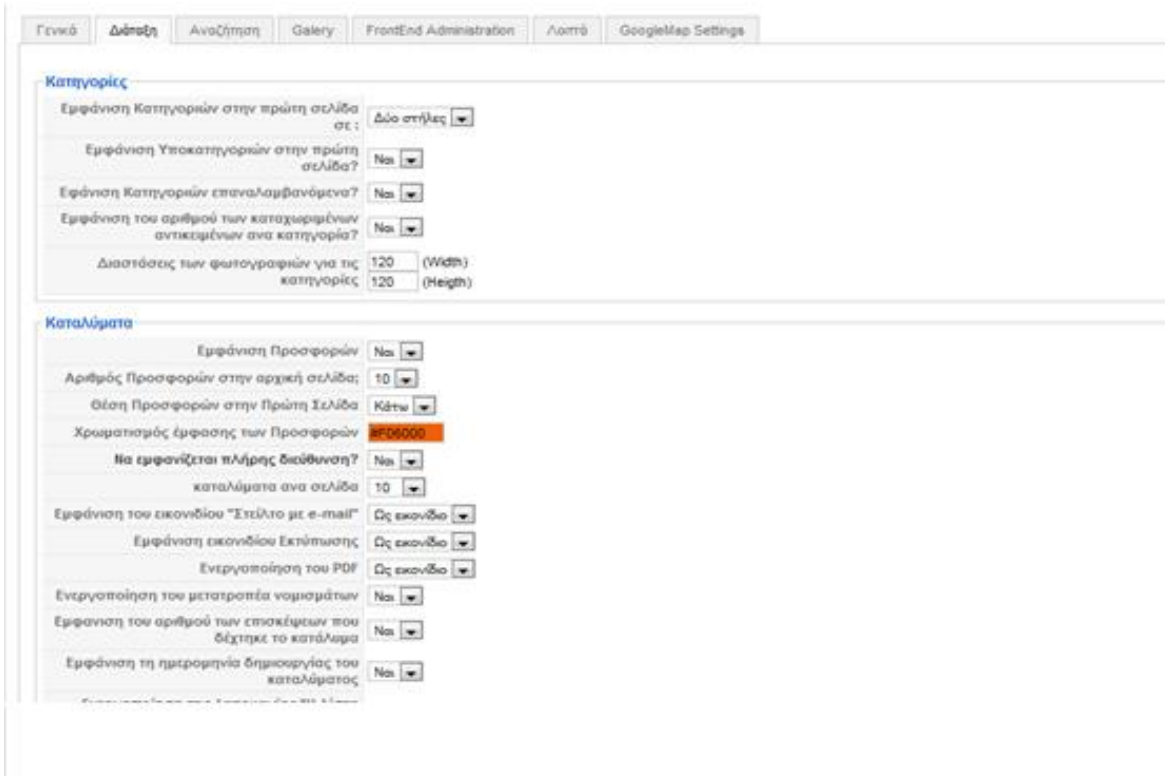 Γενικά Διάταξη Αναζήτηση Galery FrontEnd Administration Λοιπά GoogleMap Settings
Κατηγορίες
Εμφάνιση Κατηγοριών στην πρώτη σελίδα
σε : Δύο στήλες
Εμφάνιση Υποκατηγοριών στην πρώτη
σελίδα? Ναι
Εφάνιση Κατηγοριών επαναλαμβανόμενα? Ναι
Εμφάνιση του αριθμού των καταχωριμένων
αντικειμένων ανα κατηγορία? Ναι
Διαστάσεις των φωτογραφιών για τις 120 (Width)
κατηγορίες 120 (Heigth)
Καταλύματα
Εμφάνιση Προσφορών Ναι
Αριθμός Προσφορών στην αρχική σελίδα; 10
Θέση Προσφορών στην Πρώτη Σελίδα Κάτω
Χρωματισμός έμφασης των Προσφορών #F06000
Να εμφανίζεται πλήρης διεύθυνση? Ναι
καταλύματα ανα σελίδα 10
Εμφάνιση του εικονιδίου "Στείλτο με e-mail" Ως εικονίδιο
Εμφάνιση εικονιδίου Εκτύπωσης Ως εικονίδιο
Ενεργοποίηση του PDF Ως εικονίδιο
Ενεργοποίηση του μετατροπέα νομισμάτων Ναι
Εμφανιση του αριθμού των επισκέψεων που
δέχτηκε το κατάλυμα Ναι
Εμφάνιση τη ημερομηνία δημιουργίας του
καταλύματος Ναι